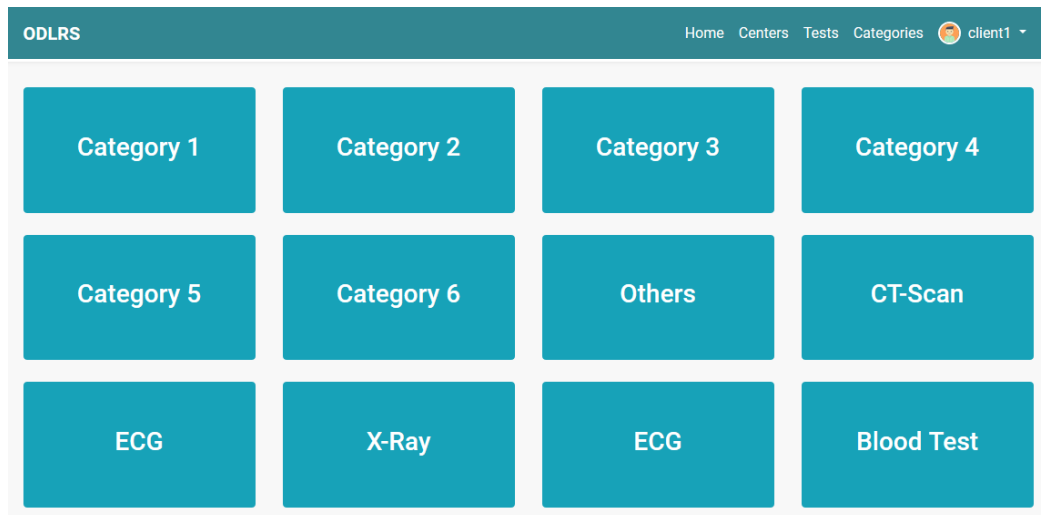 ODLRS Home Centers Tests Categories client1
Category 1 Category 2 Category 3 Category 4
Category 5 Category 6 Others CT-Scan
ECG X-Ray ECG Blood Test